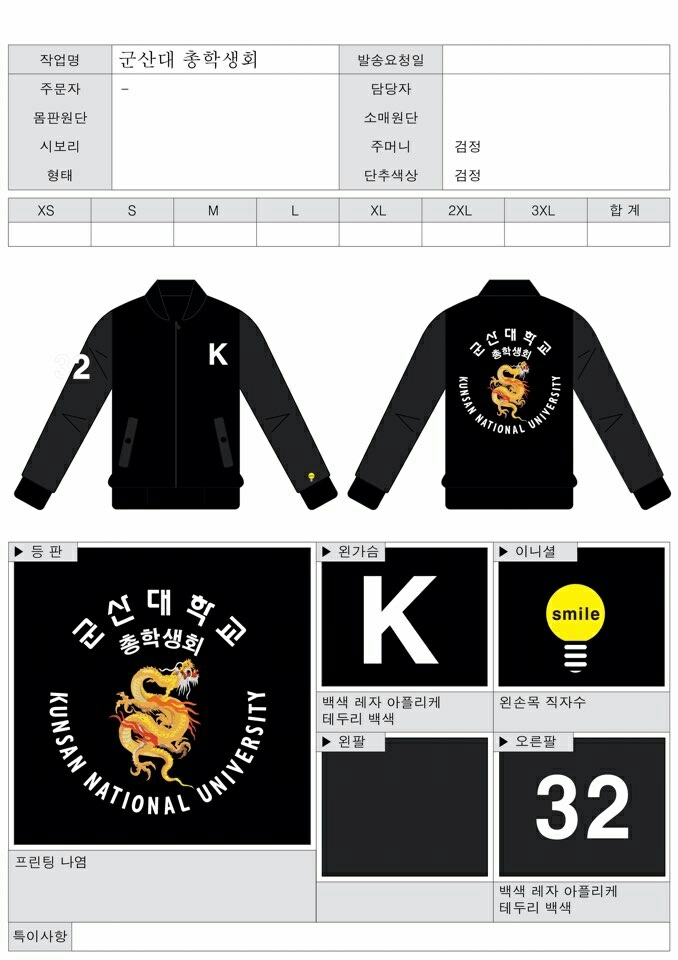 작업명 군산대 총학생회 발송요청일
주문자 – 담당자
몸판원단 소매원단
시보리 주머니 검정
형태 단추색상 검정
XS S M L XL 2XL 3XL 합 계
32 K
smile
군산대학교
총학생회
KUNSAN NATIONAL UNIVERSITY
▶ 등 판
군산대학교
총학생회
KUNSAN NATIONAL UNIVERSITY
프린팅 나염
▶ 왼가슴
K
백색 레자 아플리케
테두리 백색
▶ 이니셜
smile
왼손목 직자수
▶ 왼팔
▶ 오른팔
32
백색 레자 아플리케
테두리 백색
특이사항